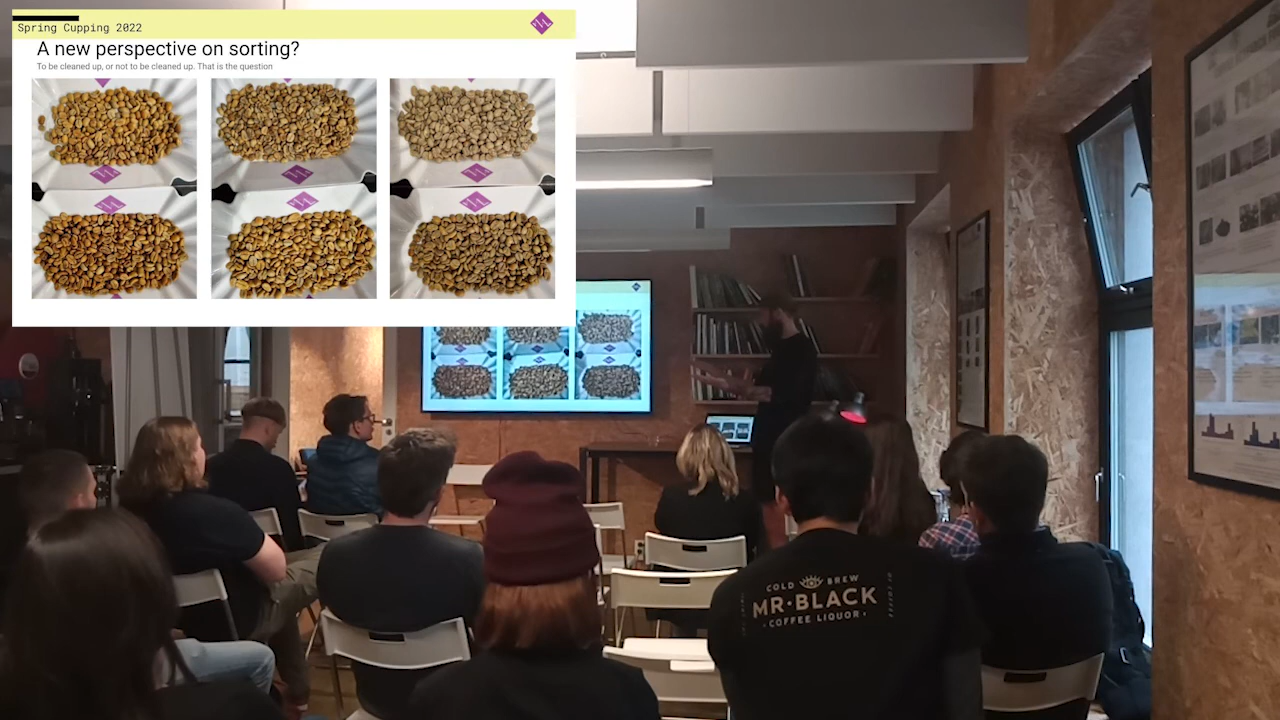 Spring Cupping 2022
A new perspective on sorting?
To be cleaned up, or not to be cleaned up. That is the question
COLD BREW
MR·BLACK
· COFFEE LIQUOR ·